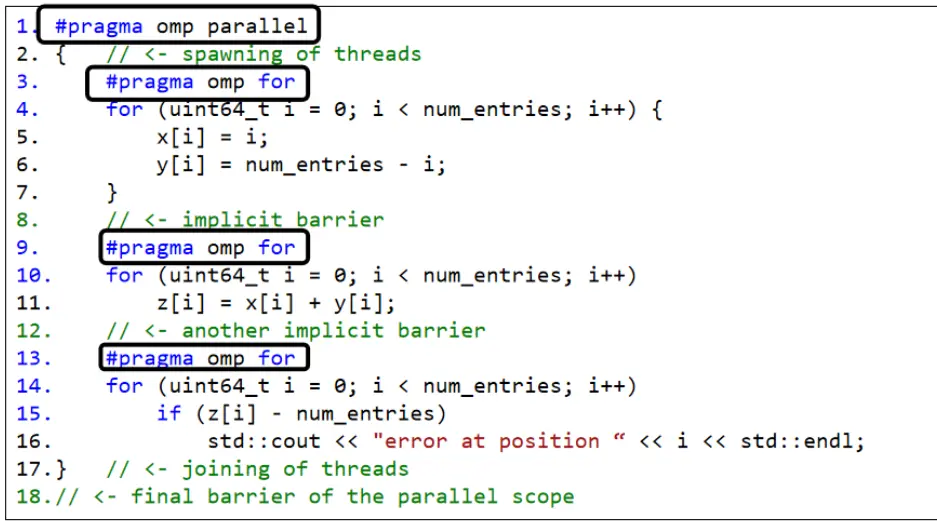 1. #pragma omp parallel
2. {   // <- spawning of threads
3.     #pragma omp for
4.     for (uint64_t i = 0; i < num_entries; i++) {
5.         x[i] = i;
6.         y[i] = num_entries - i;
7.     }
8.     // <- implicit barrier
9.     #pragma omp for
10.    for (uint64_t i = 0; i < num_entries; i++)
11.        z[i] = x[i] + y[i];
12.    // <- another implicit barrier
13.    #pragma omp for
14.    for (uint64_t i = 0; i < num_entries; i++)
15.        if (z[i] - num_entries)
16.            std::cout << "error at position “ << i << std::endl;
17.}   // <- joining of threads
18.// <- final barrier of the parallel scope